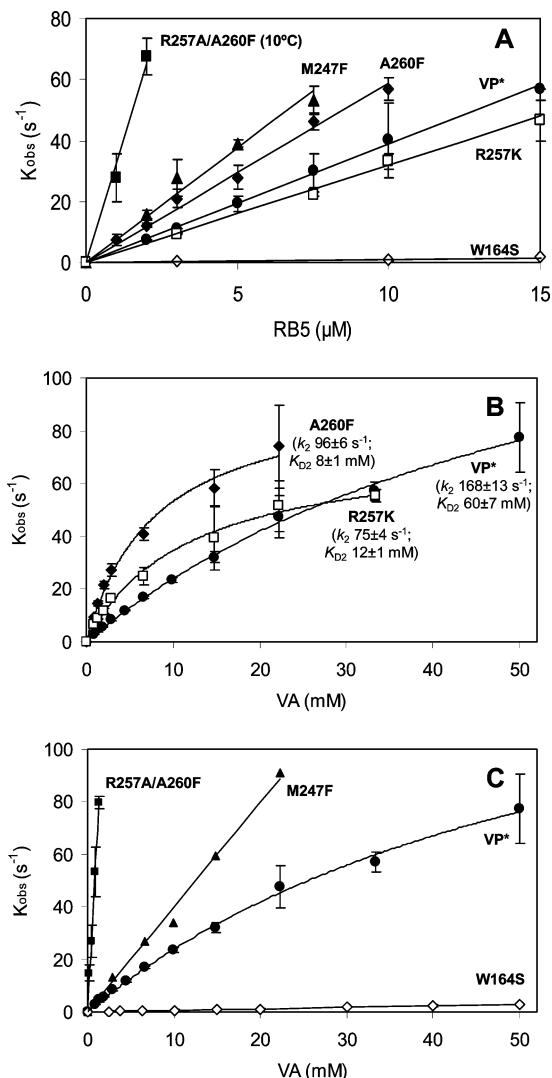 80
R257A/A260F (10ºC)
A
M247F
A260F
VP*
60
Kobs (s⁻¹)
40
R257K
20
W164S
0
0 5 10 15
RB5 (µM)
100
B
A260F
(k₂ 96±6 s⁻¹;
K_D2 8±1 mM)
80
VP*
(k₂ 168±13 s⁻¹;
K_D2 60±7 mM)
60
Kobs (s⁻¹)
R257K
(k₂ 75±4 s⁻¹;
K_D2 12±1 mM)
40
20
0
0 10 20 30 40 50
VA (mM)
100
C
R257A/A260F
M247F
80
VP*
60
Kobs (s⁻¹)
40
20
W164S
0
0 10 20 30 40 50
VA (mM)